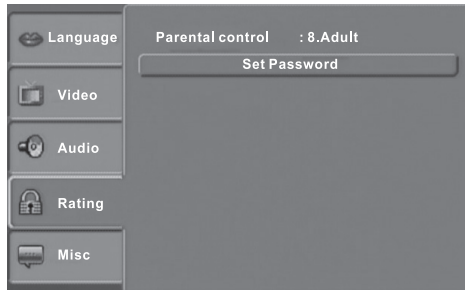 Language
Video
Audio
Rating
Misc
Parental control : 8.Adult
Set Password